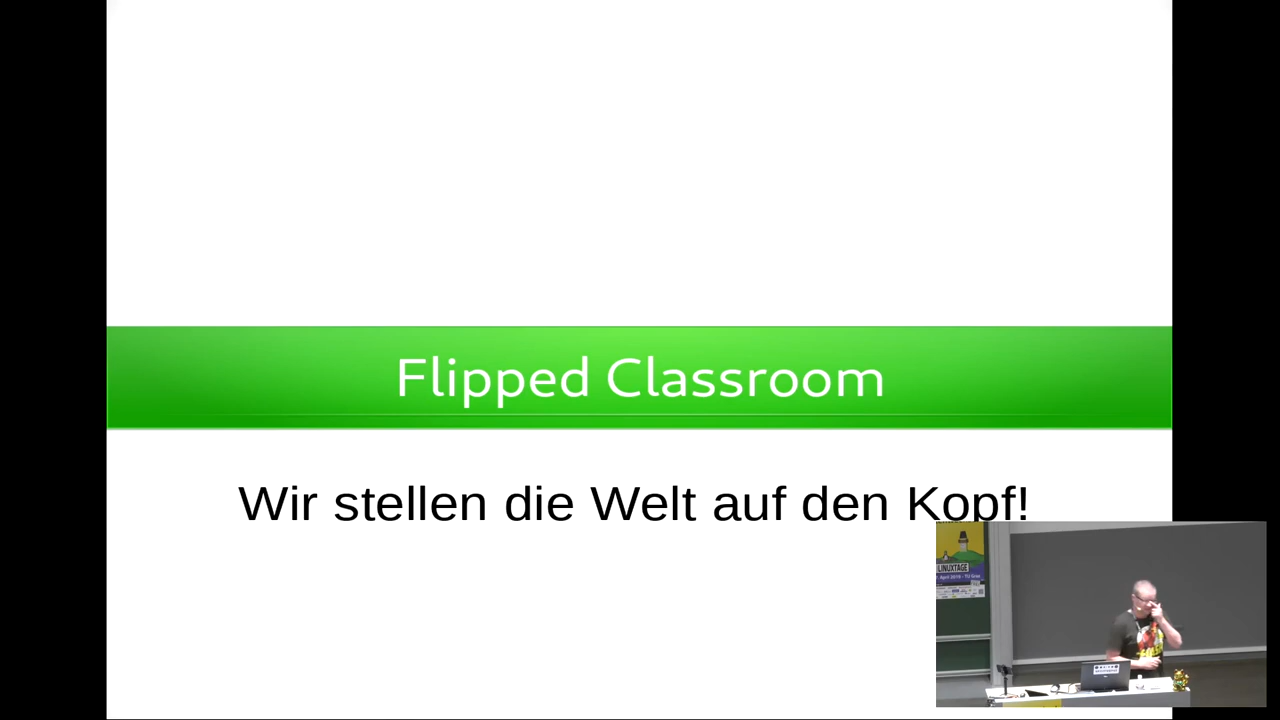 Flipped Classroom
Wir stellen die Welt auf den Kopf!
LINUXTAGE